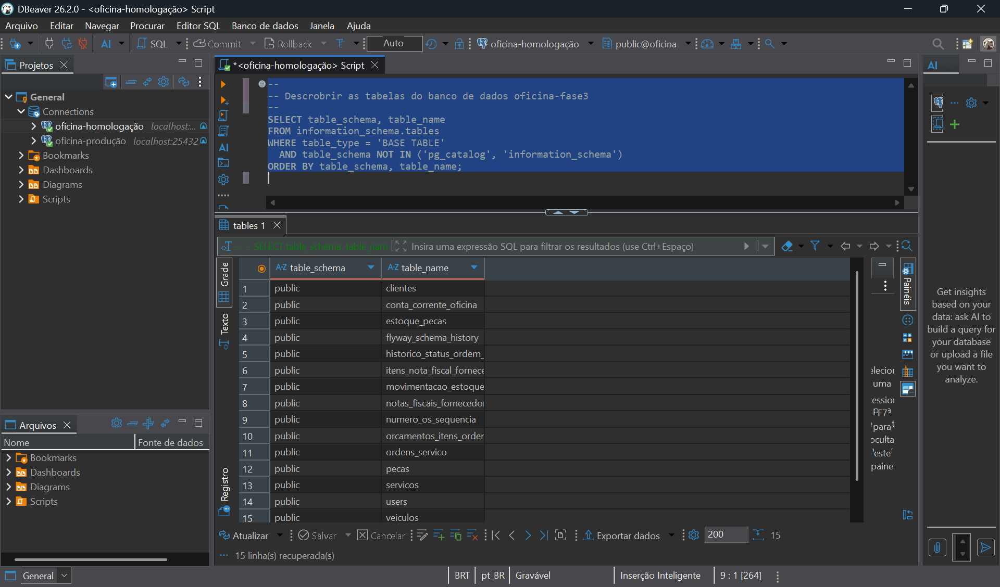 DBeaver 26.2.0 - <oficina-homologação> Script
Arquivo Editar Navegar Procurar Editor SQL Banco de dados Janela Ajuda
AI SQL Commit Rollback T Auto oficina-homologação public@oficina
Projetos
General
Connections
oficina-homologação localhost:...
oficina-produção localhost:25432
Bookmarks
Dashboards
Diagrams
Scripts
Arquivos
Nome Fonte de dados
Bookmarks
Dashboards
Diagrams
Scripts
*<oficina-homologação> Script
AI
--
-- Descrobrir as tabelas do banco de dados oficina-fase3
--
SELECT table_schema, table_name
FROM information_schema.tables
WHERE table_type = 'BASE TABLE'
AND table_schema NOT IN ('pg_catalog', 'information_schema')
ORDER BY table_schema, table_name;
tables 1
-- -- SELECT table_schema, table_nam Insira uma expressão SQL para filtrar os resultados (use Ctrl+Espaço)
Grade
Texto
Registro
A-Z table_schema A-Z table_name
1 public clientes
2 public conta_corrente_oficina
3 public estoque_pecas
4 public flyway_schema_history
5 public historico_status_ordem_
6 public itens_nota_fiscal_fornece
7 public movimentacao_estoque
8 public notas_fiscais_fornecedo
9 public numero_os_sequencia
10 public orcamentos_itens_order
11 public ordens_servico
12 public pecas
13 public servicos
14 public users
15 public veiculos
Painéis
elecior
uma
ressior
para
oculta
este
painel
Atualizar Salvar Cancelar Exportar dados 200 15
15 linha(s) recuperada(s)
AI
Get insights
based on your
data: ask AI to
build a query for
your database
or upload a file
you want to
analyze.
General
BRT pt_BR Gravável Inserção Inteligente 9 : 1 [264]